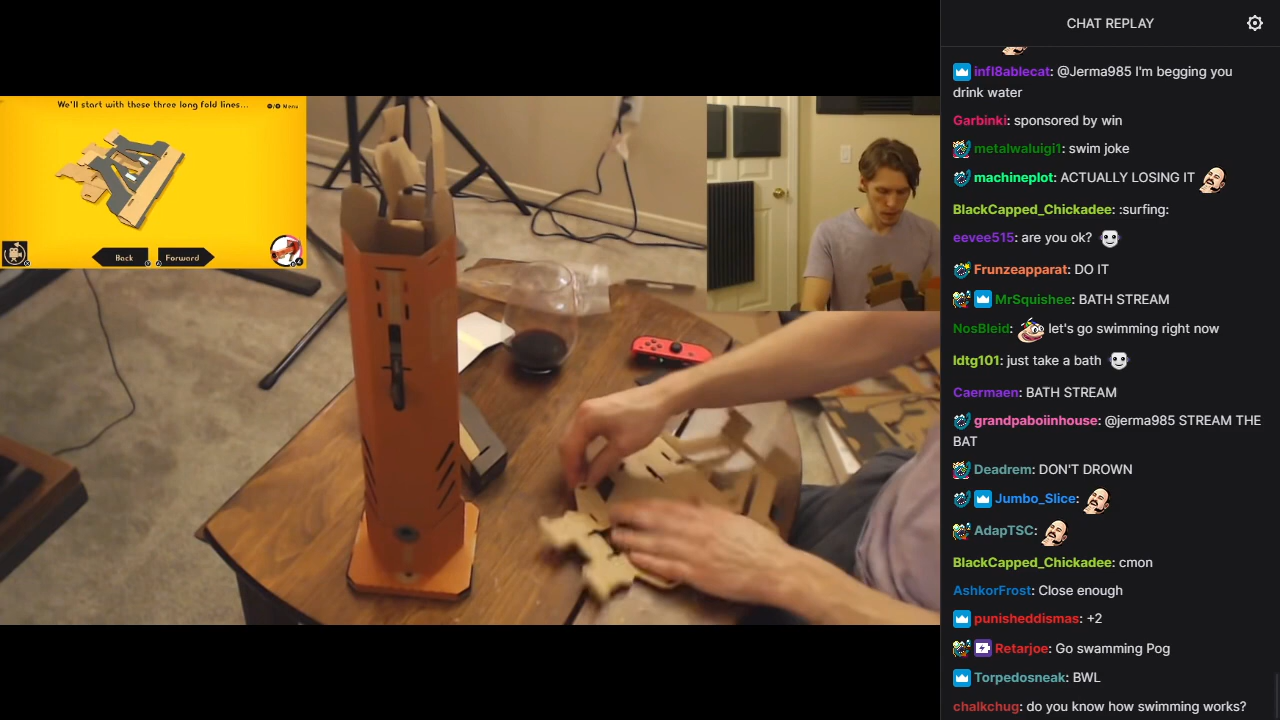 We'll start with these three long fold lines...
Menu
Back
Forward
CHAT REPLAY
infl8ablecat: @Jerma985 I'm begging you
drink water
Garbinki: sponsored by win
metalwaluigi1: swim joke
machineplot: ACTUALLY LOSING IT
BlackCapped_Chickadee: :surfing:
eevee515: are you ok?
Frunzeapparat: DO IT
MrSquishee: BATH STREAM
NosBleid: let's go swimming right now
ldtg101: just take a bath
Caermaen: BATH STREAM
grandpaboiinhouse: @jerma985 STREAM THE
BAT
Deadrem: DON'T DROWN
Jumbo_Slice:
AdapTSC:
BlackCapped_Chickadee: cmon
AshkorFrost: Close enough
punisheddismas: +2
Retarjoe: Go swamming Pog
Torpedosneak: BWL
chalkchug: do you know how swimming works?